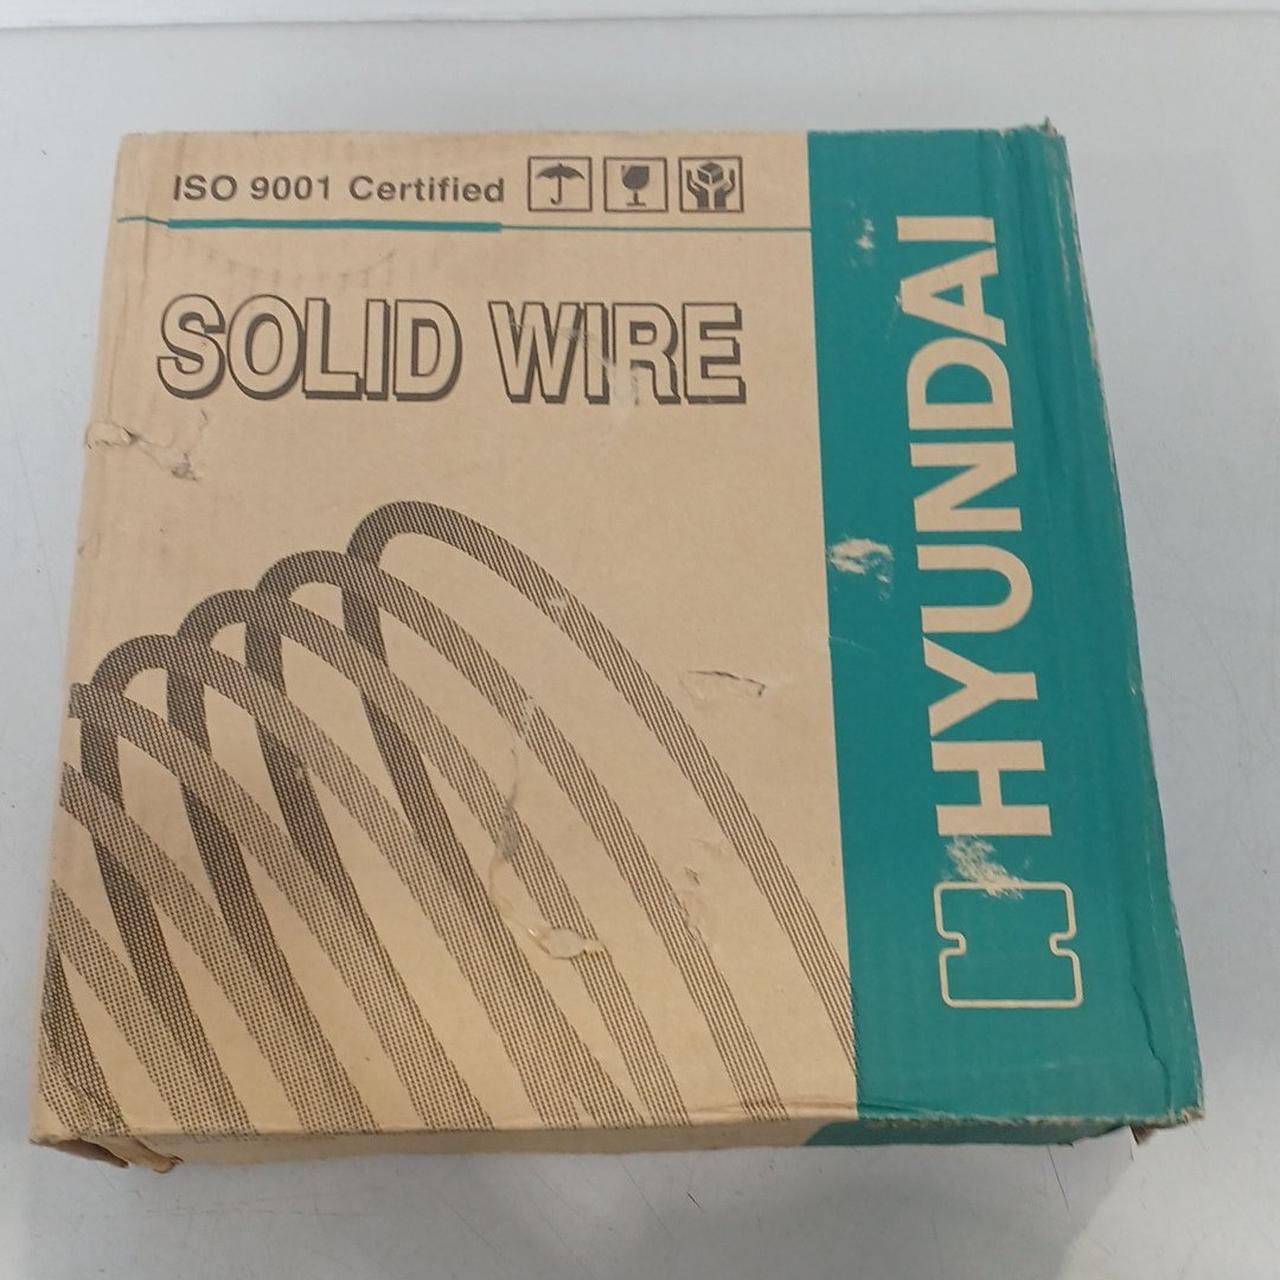 ISO 9001 Certified
SOLID WIRE
HYUNDAI